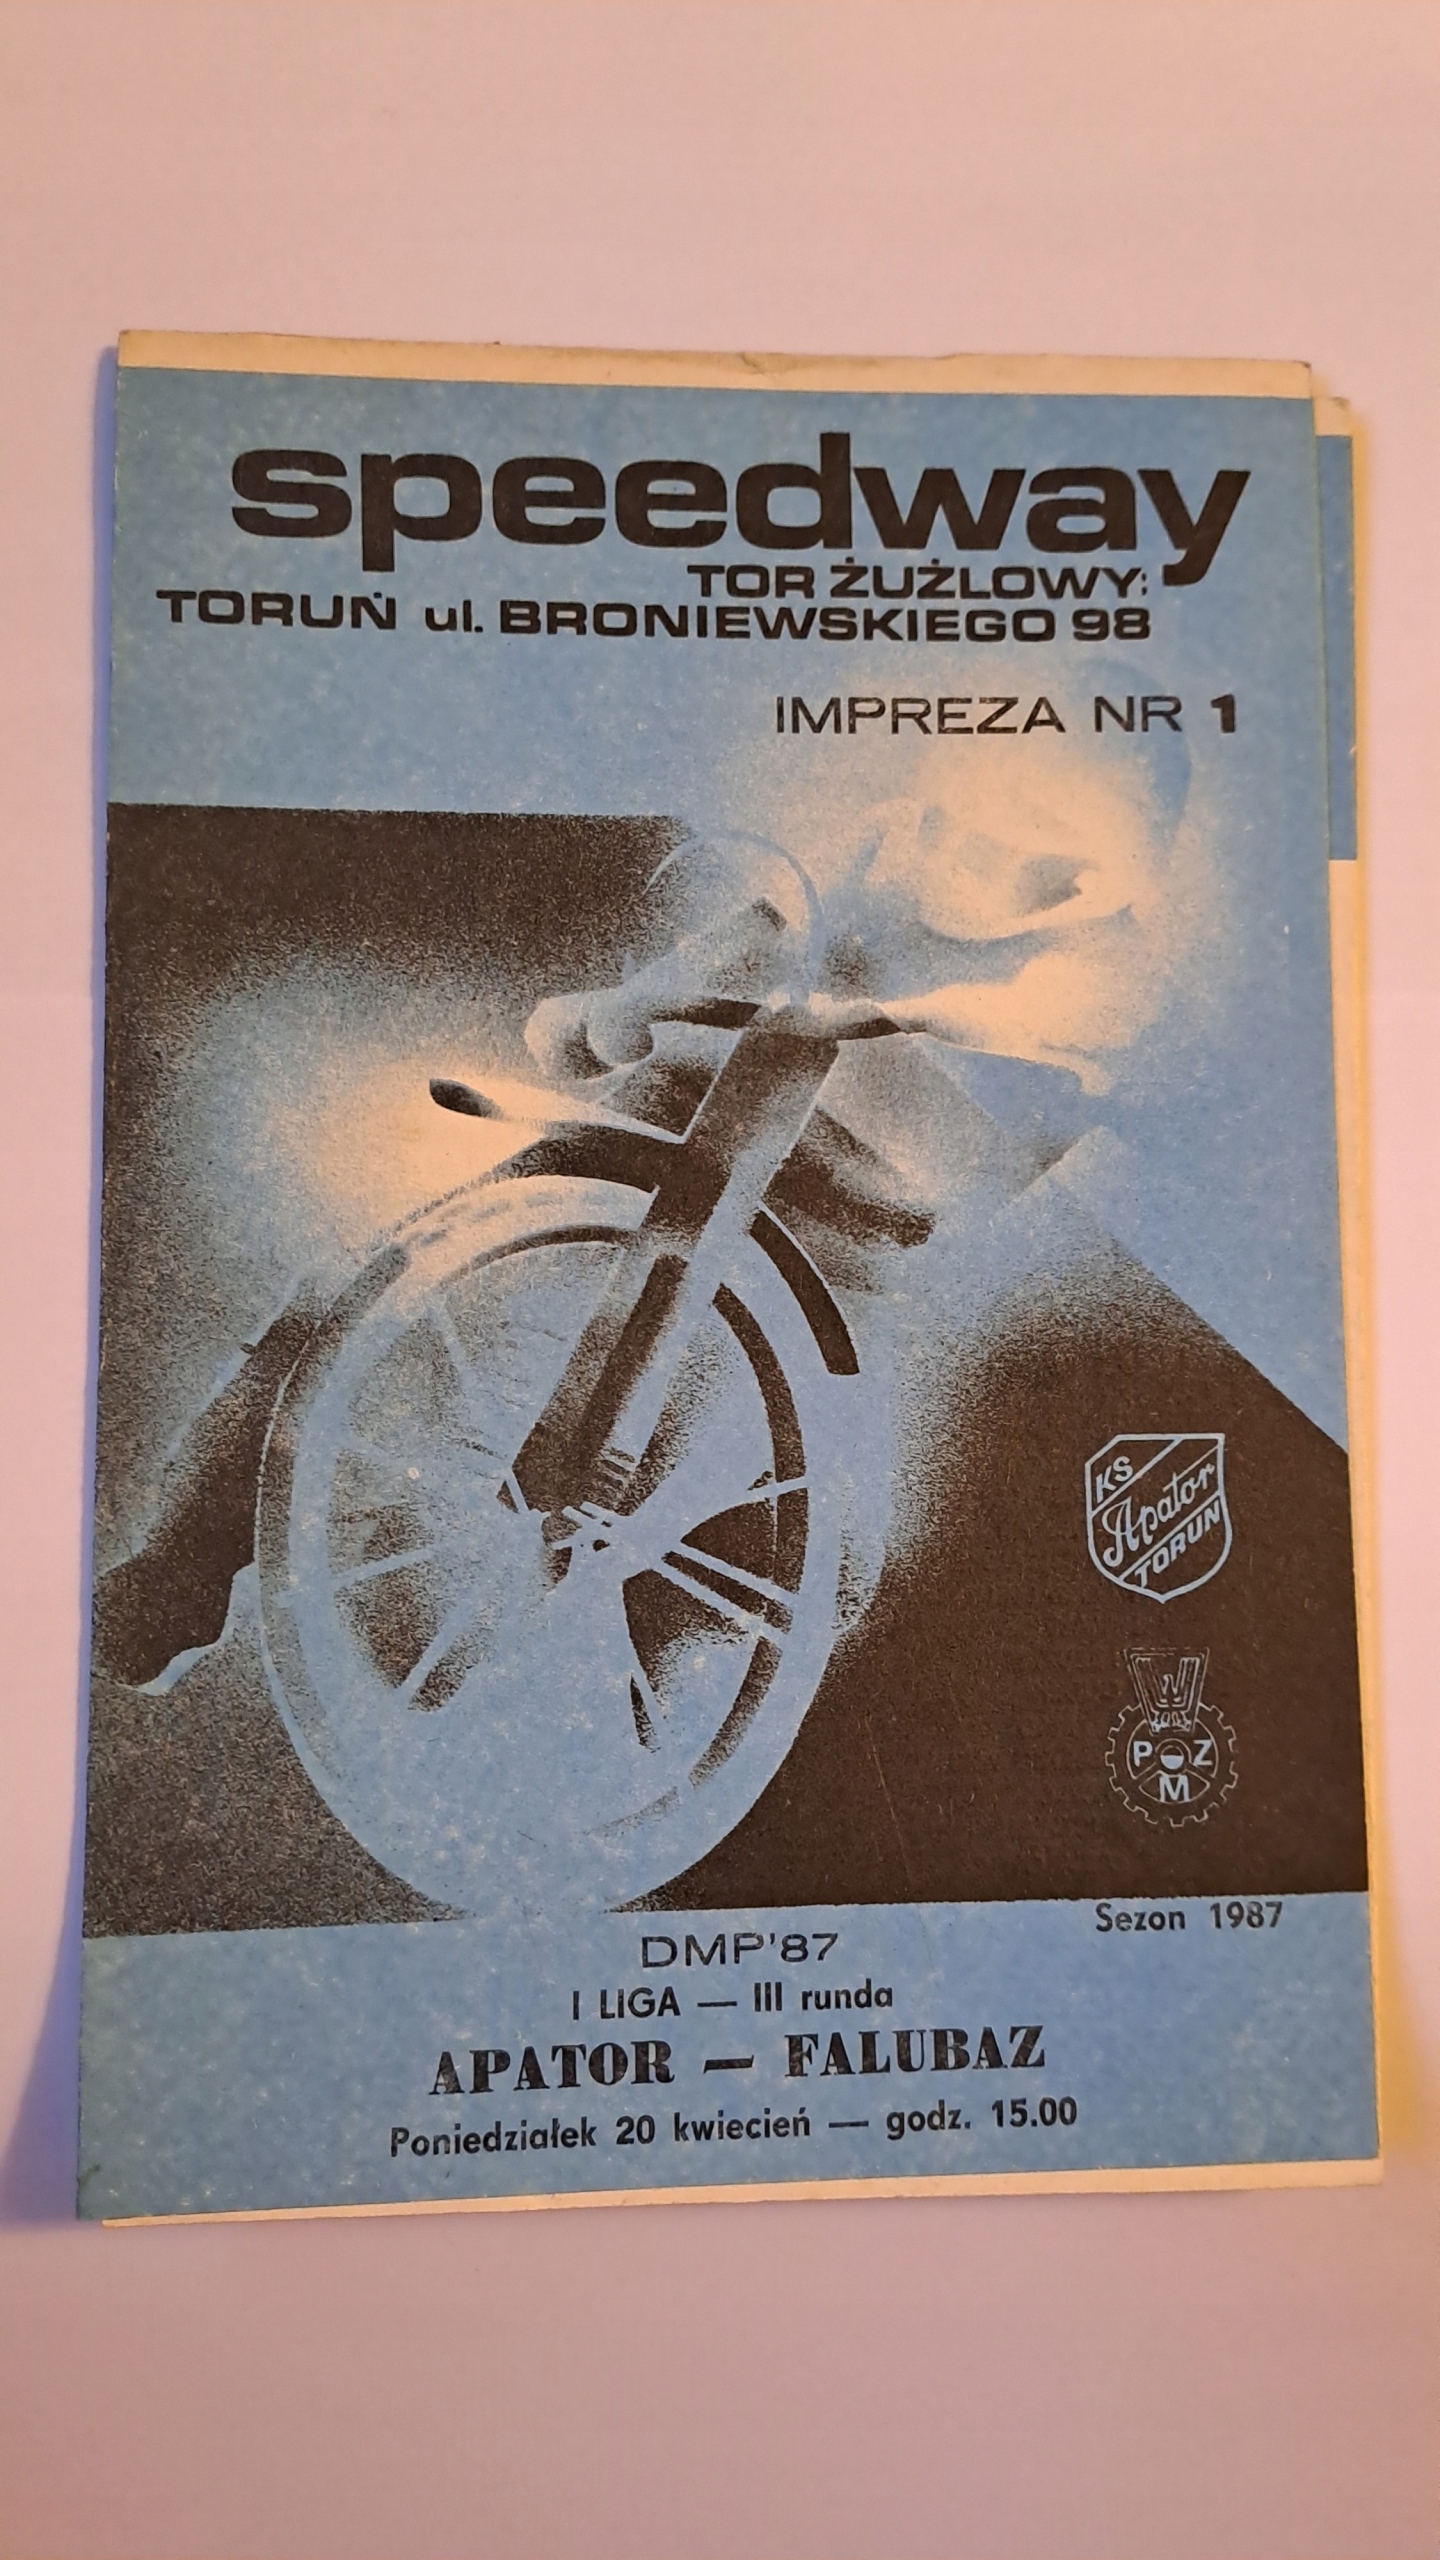 speedway
TOR ŻUŻLOWY:
TORUŃ ul. BRONIEWSKIEGO 98
IMPREZA NR 1
KS
Apator
TORUŃ
P Z
M
Sezon 1987
DMP'87
I LIGA — III runda
APATOR — FALUBAZ
Poniedziałek 20 kwiecień — godz. 15.00